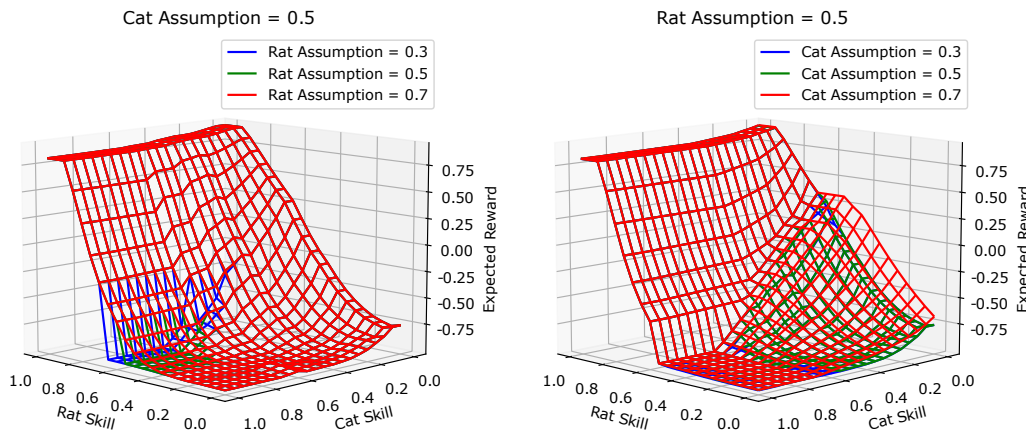 Cat Assumption = 0.5
Rat Assumption = 0.3
Rat Assumption = 0.5
Rat Assumption = 0.7
0.75
0.50
0.25
0.00
-0.25
-0.50
-0.75
Expected Reward
1.0
0.8
0.6
0.4
0.2
0.0
Rat Skill
1.0
0.8
0.6
0.4
0.2
0.0
Cat Skill
Rat Assumption = 0.5
Cat Assumption = 0.3
Cat Assumption = 0.5
Cat Assumption = 0.7
0.75
0.50
0.25
0.00
-0.25
-0.50
-0.75
Expected Reward
1.0
0.8
0.6
0.4
0.2
0.0
Rat Skill
1.0
0.8
0.6
0.4
0.2
0.0
Cat Skill